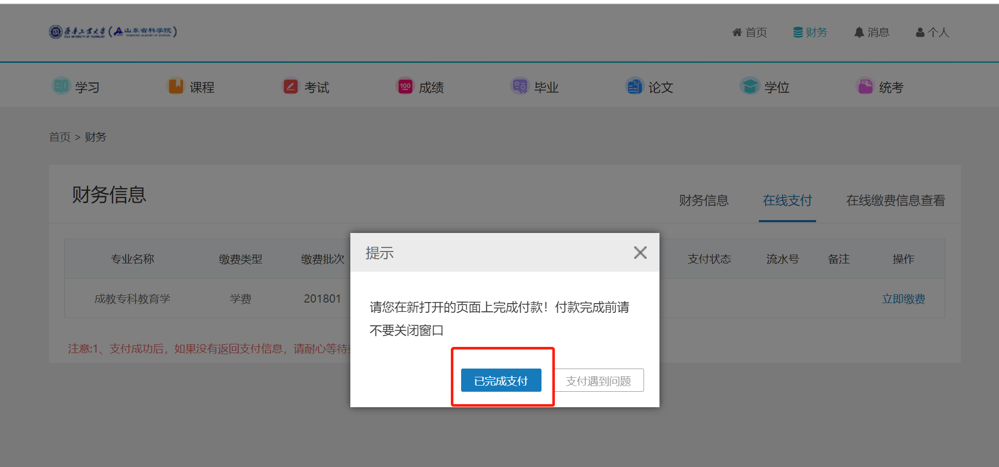 齐鲁工业大学（山东省科学院）
首页 财务 消息 个人
学习 课程 考试 100 成绩 毕业 论文 学位 统考
首页 > 财务
财务信息
财务信息 在线支付 在线缴费信息查看
提示
专业名称 缴费类型 缴费批次 支付状态 流水号 备注 操作
成教专科教育学 学费 201801 立即缴费
请您在新打开的页面上完成付款！付款完成前请
不要关闭窗口
注意:1、支付成功后，如果没有返回支付信息，请耐心等待
已完成支付 支付遇到问题